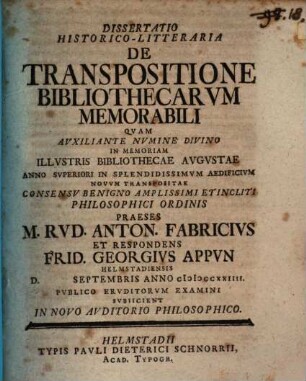 98. 18.
DISSERTATIO
HISTORICO-LITTERARIA
DE
TRANSPOSITIONE
BIBLIOTHECARVM
MEMORABILI
QVAM
AVXILIANTE NVMINE DIVINO
IN MEMORIAM
ILLVSTRIS BIBLIOTHECAE AVGVSTAE
ANNO SVPERIORI IN SPLENDIDISSIMVM AEDIFICIVM
NOVVM TRANSPOSITAE
CONSENSV BENIGNO AMPLISSIMI ET INCLITI
PHILOSOPHICI ORDINIS
PRAESES
M. RVD. ANTON. FABRICIVS
ET RESPONDENS
FRID. GEORGIVS APPVN
HELMSTADIENSIS
D. SEPTEMBRIS ANNO cIↃIↃCCXXIIII.
PVBLICO ERVDITORVM EXAMINI
SVBIICIENT
IN NOVO AVDITORIO PHILOSOPHICO.
HELMSTADII
TYPIS PAVLI DIETERICI SCHNORRII,
ACAD. TYPOGR.